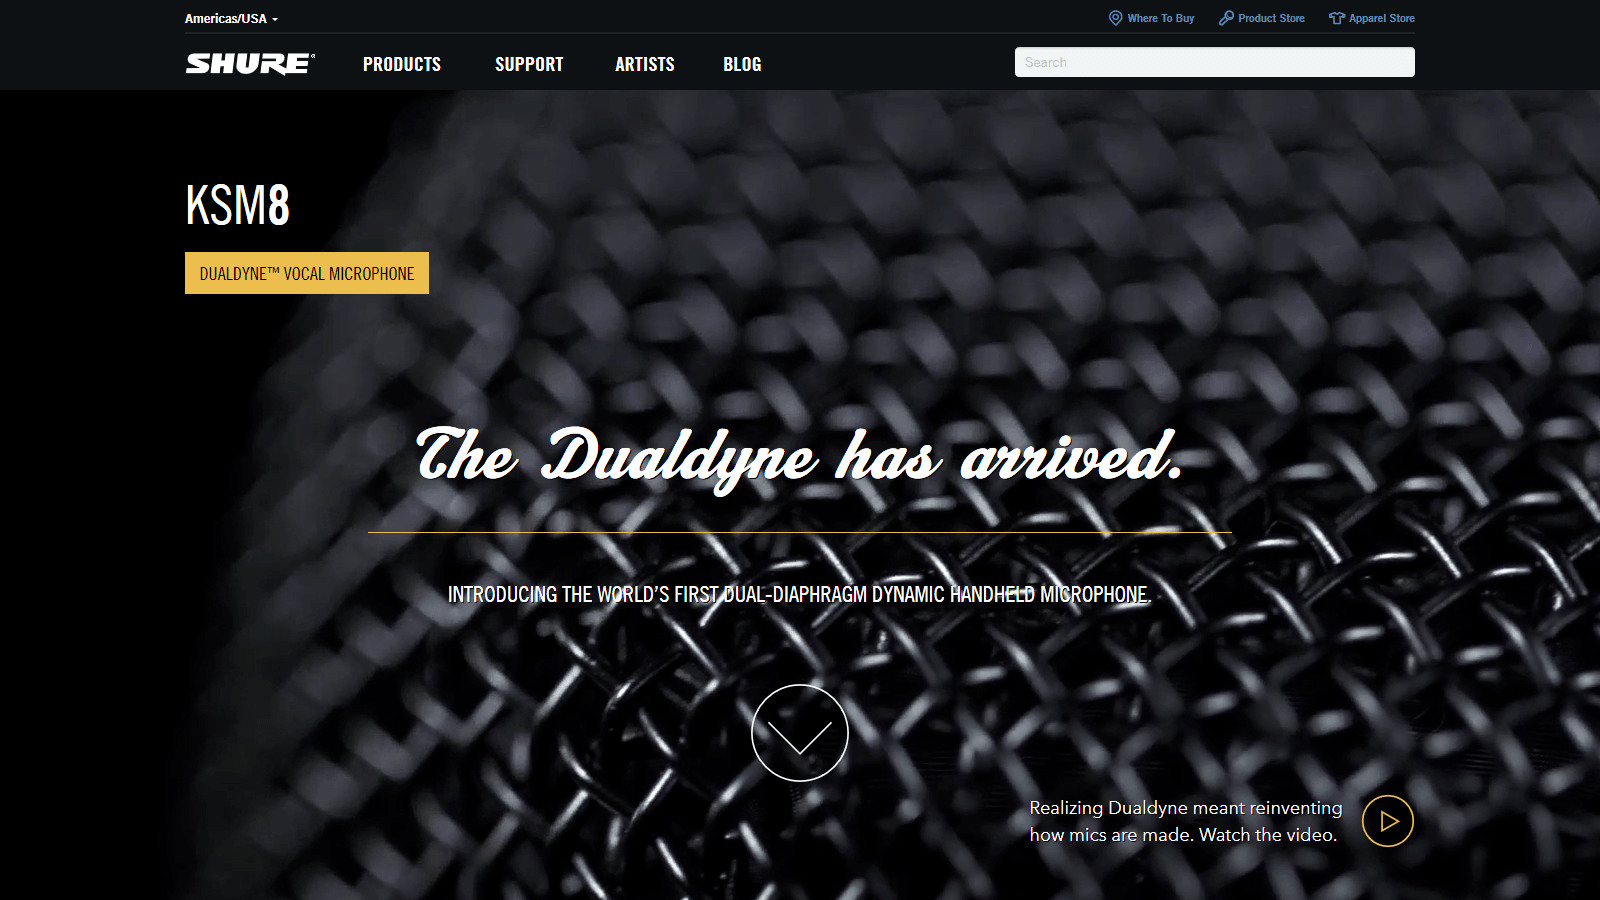 Americas/USA
Where To Buy
Product Store
Apparel Store
SHURE®
PRODUCTS
SUPPORT
ARTISTS
BLOG
Search
KSM8
DUALDYNE™ VOCAL MICROPHONE
The Dualdyne has arrived.
INTRODUCING THE WORLD'S FIRST DUAL-DIAPHRAGM DYNAMIC HANDHELD MICROPHONE.
Realizing Dualdyne meant reinventing
how mics are made. Watch the video.